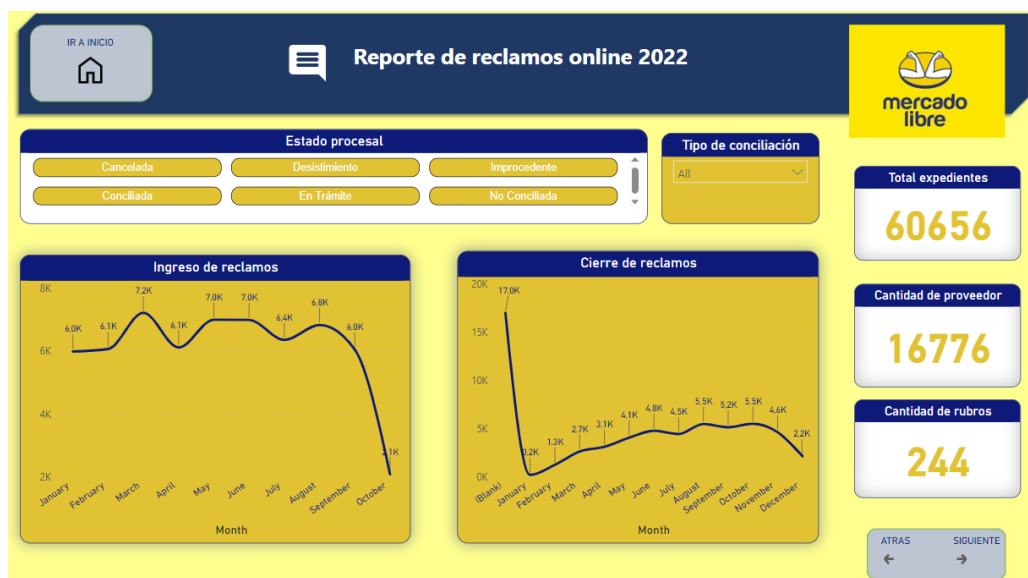 IR A INICIO
Reporte de reclamos online 2022
mercado
libre
Estado procesal
Cancelada
Desistimiento
Improcedente
Conciliada
En Trámite
No Conciliada
Tipo de conciliación
All
Total expedientes
60656
Ingreso de reclamos
8K
6K
4K
2K
6,0K
6,1K
7,2K
6,1K
7,0K
7,0K
6,4K
6,8K
6,0K
January
February
March
April
May
June
July
August
September
October
Month
Cierre de reclamos
20K
15K
10K
5K
0K
17,0K
0,2K
1,3K
2,7K
3,1K
4,1K
4,8K
4,5K
5,5K
5,2K
5,5K
4,6K
2,2K
(Blank)
January
February
March
April
May
June
July
August
September
October
November
December
Month
Cantidad de proveedor
16776
Cantidad de rubros
244
ATRAS
SIGUIENTE